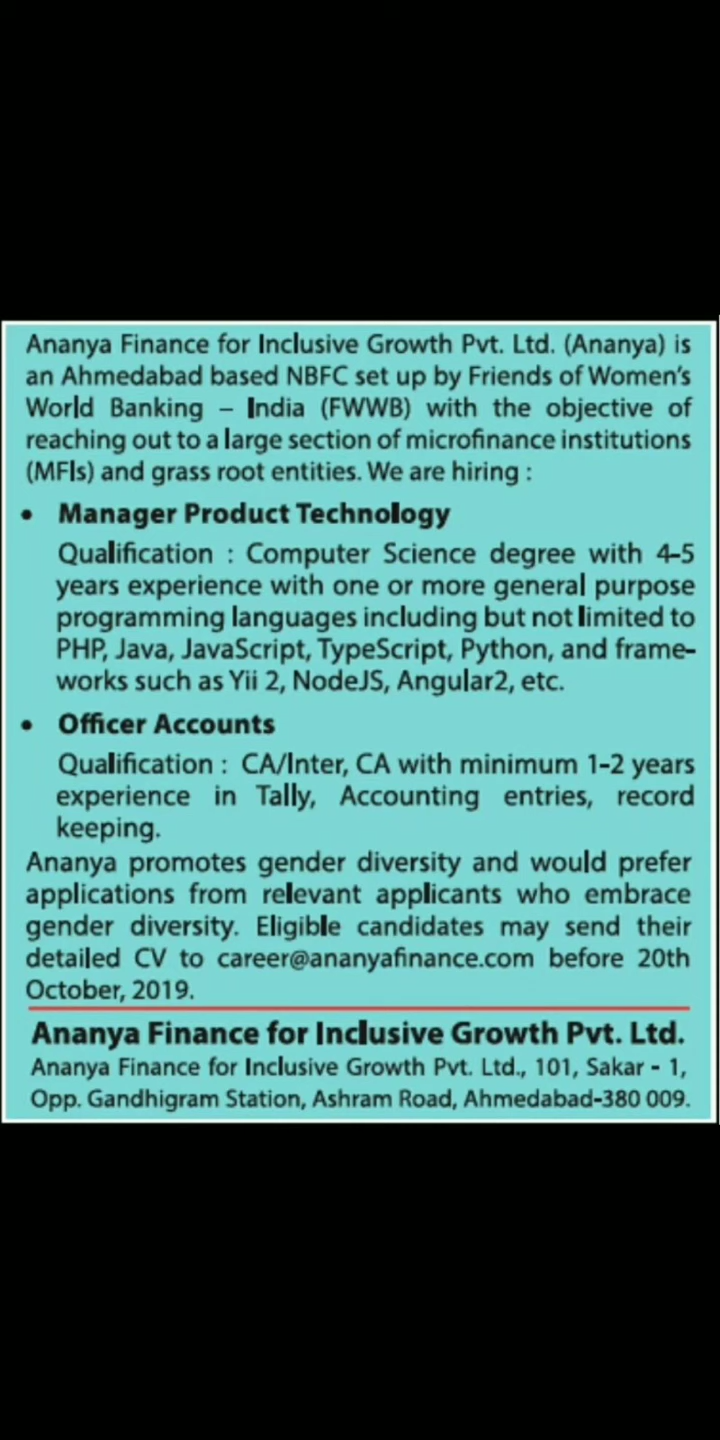 Ananya Finance for Inclusive Growth Pvt. Ltd. (Ananya) is
an Ahmedabad based NBFC set up by Friends of Women's
World Banking – India (FWWB) with the objective of
reaching out to a large section of microfinance institutions
(MFIs) and grass root entities. We are hiring :
• Manager Product Technology
Qualification : Computer Science degree with 4-5
years experience with one or more general purpose
programming languages including but not limited to
PHP, Java, JavaScript, TypeScript, Python, and frame-
works such as Yii 2, NodeJS, Angular2, etc.
• Officer Accounts
Qualification : CA/Inter, CA with minimum 1-2 years
experience in Tally, Accounting entries, record
keeping.
Ananya promotes gender diversity and would prefer
applications from relevant applicants who embrace
gender diversity. Eligible candidates may send their
detailed CV to career@ananyafinance.com before 20th
October, 2019.
Ananya Finance for Inclusive Growth Pvt. Ltd.
Ananya Finance for Inclusive Growth Pvt. Ltd., 101, Sakar - 1,
Opp. Gandhigram Station, Ashram Road, Ahmedabad-380 009.